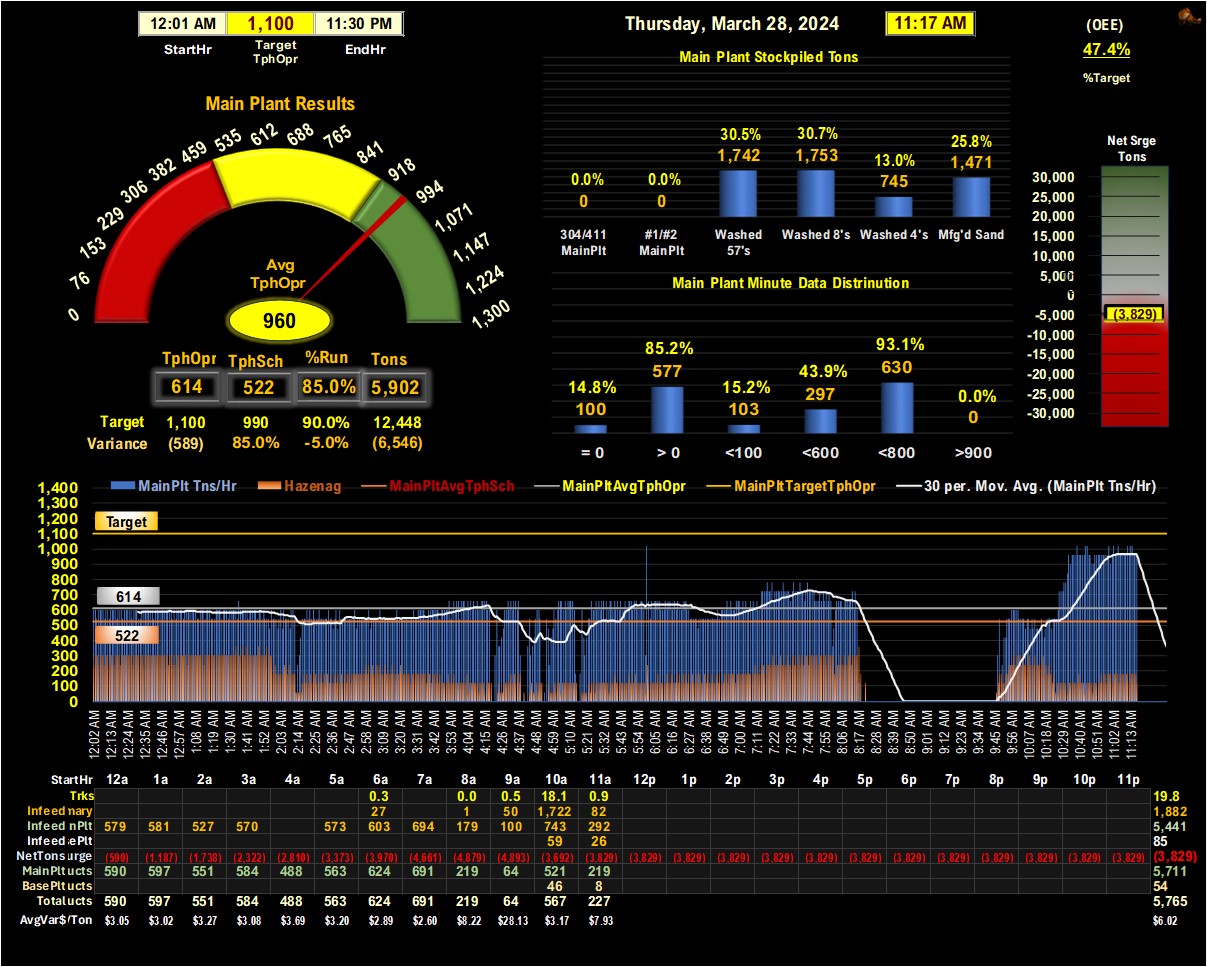 12:01 AM 1,100 11:30 PM
StartHr Target TphOpr EndHr
Thursday, March 28, 2024 11:17 AM
(OEE)
47.4%
%Target
Main Plant Results
0 76 153 229 306 382 459 535 612 688 765 841 918 994 1,071 1,147 1,224 1,300
Avg
TphOpr
960
TphOpr TphSch %Run Tons
614 522 85.0% 5,902
Target 1,100 990 90.0% 12,448
Variance (589) 85.0% -5.0% (6,546)
Main Plant Stockpiled Tons
0.0% 0.0% 30.5% 30.7% 13.0% 25.8%
0 0 1,742 1,753 745 1,471
304/411 MainPlt #1/#2 MainPlt Washed 57's Washed 8's Washed 4's Mfg'd Sand
Main Plant Minute Data Distrinution
14.8% 85.2% 15.2% 43.9% 93.1% 0.0%
100 577 103 297 630 0
= 0 > 0 <100 <600 <800 >900
Net Srge
Tons
30,000
25,000
20,000
15,000
10,000
5,000
0
-5,000
(3,829)
-10,000
-15,000
-20,000
-25,000
-30,000
MainPlt Tns/Hr Hazenag MainPltAvgTphSch MainPltAvgTphOpr MainPltTargetTphOpr 30 per. Mov. Avg. (MainPlt Tns/Hr)
1,400
1,300
1,200
Target
1,100
1,000
900
800
700
614
600
500
522
400
300
200
100
0
12:02 AM 12:13 AM 12:24 AM 12:35 AM 12:46 AM 12:57 AM 1:08 AM 1:19 AM 1:30 AM 1:41 AM 1:52 AM 2:03 AM 2:14 AM 2:25 AM 2:36 AM 2:47 AM 2:58 AM 3:09 AM 3:20 AM 3:31 AM 3:42 AM 3:53 AM 4:04 AM 4:15 AM 4:26 AM 4:37 AM 4:48 AM 4:59 AM 5:10 AM 5:21 AM 5:32 AM 5:43 AM 5:54 AM 6:05 AM 6:16 AM 6:27 AM 6:38 AM 6:49 AM 7:00 AM 7:11 AM 7:22 AM 7:33 AM 7:44 AM 7:55 AM 8:06 AM 8:17 AM 8:28 AM 8:39 AM 8:50 AM 9:01 AM 9:12 AM 9:23 AM 9:34 AM 9:45 AM 9:56 AM 10:07 AM 10:18 AM 10:29 AM 10:40 AM 10:51 AM 11:02 AM 11:13 AM
StartHr 12a 1a 2a 3a 4a 5a 6a 7a 8a 9a 10a 11a 12p 1p 2p 3p 4p 5p 6p 7p 8p 9p 10p 11p
Trks 0.3 0.0 0.5 18.1 0.9 19.8
Infeed nary 27 1 50 1,722 82 1,882
Infeed nPlt 579 581 527 570 573 603 694 179 100 743 292 5,441
Infeed ePlt 59 26 85
NetTons urge (590) (1,187) (1,738) (2,322) (2,810) (3,373) (3,970) (4,661) (4,879) (4,893) (3,692) (3,829) (3,829) (3,829) (3,829) (3,829) (3,829) (3,829) (3,829) (3,829) (3,829) (3,829) (3,829) (3,829) (3,829)
MainPlt ucts 590 597 551 584 488 563 624 691 219 64 521 219 5,711
BasePlt ucts 46 8 54
Total ucts 590 597 551 584 488 563 624 691 219 64 567 227 5,765
AvgVar$/Ton $3.05 $3.02 $3.27 $3.08 $3.69 $3.20 $2.89 $2.60 $8.22 $28.13 $3.17 $7.93 $6.02